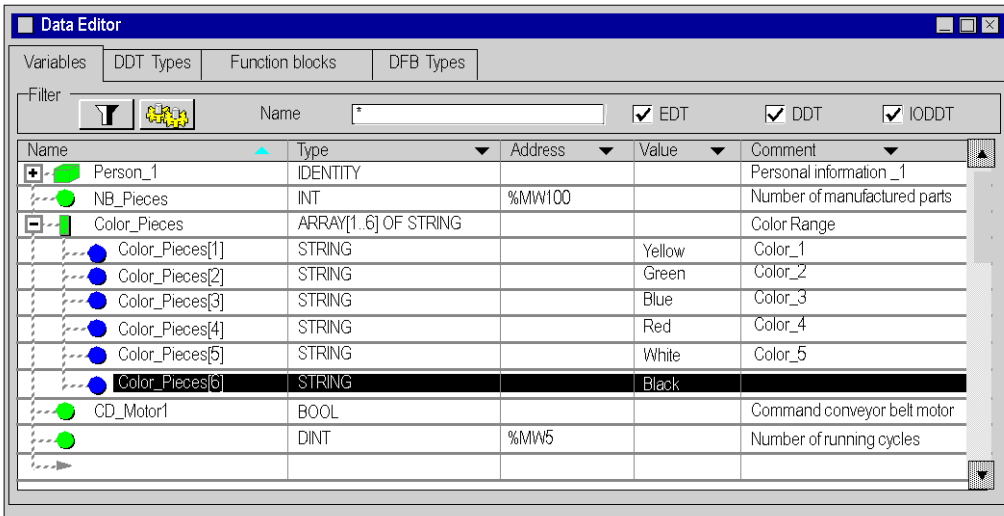 Data Editor
Variables DDT Types Function blocks DFB Types
Filter
Name * EDT DDT IODDT
Name Type Address Value Comment
Person_1 IDENTITY Personal information _1
NB_Pieces INT %MW100 Number of manufactured parts
Color_Pieces ARRAY[1..6] OF STRING Color Range
Color_Pieces[1] STRING Yellow Color_1
Color_Pieces[2] STRING Green Color_2
Color_Pieces[3] STRING Blue Color_3
Color_Pieces[4] STRING Red Color_4
Color_Pieces[5] STRING White Color_5
Color_Pieces[6] STRING Black
CD_Motor1 BOOL Command conveyor belt motor
DINT %MW5 Number of running cycles